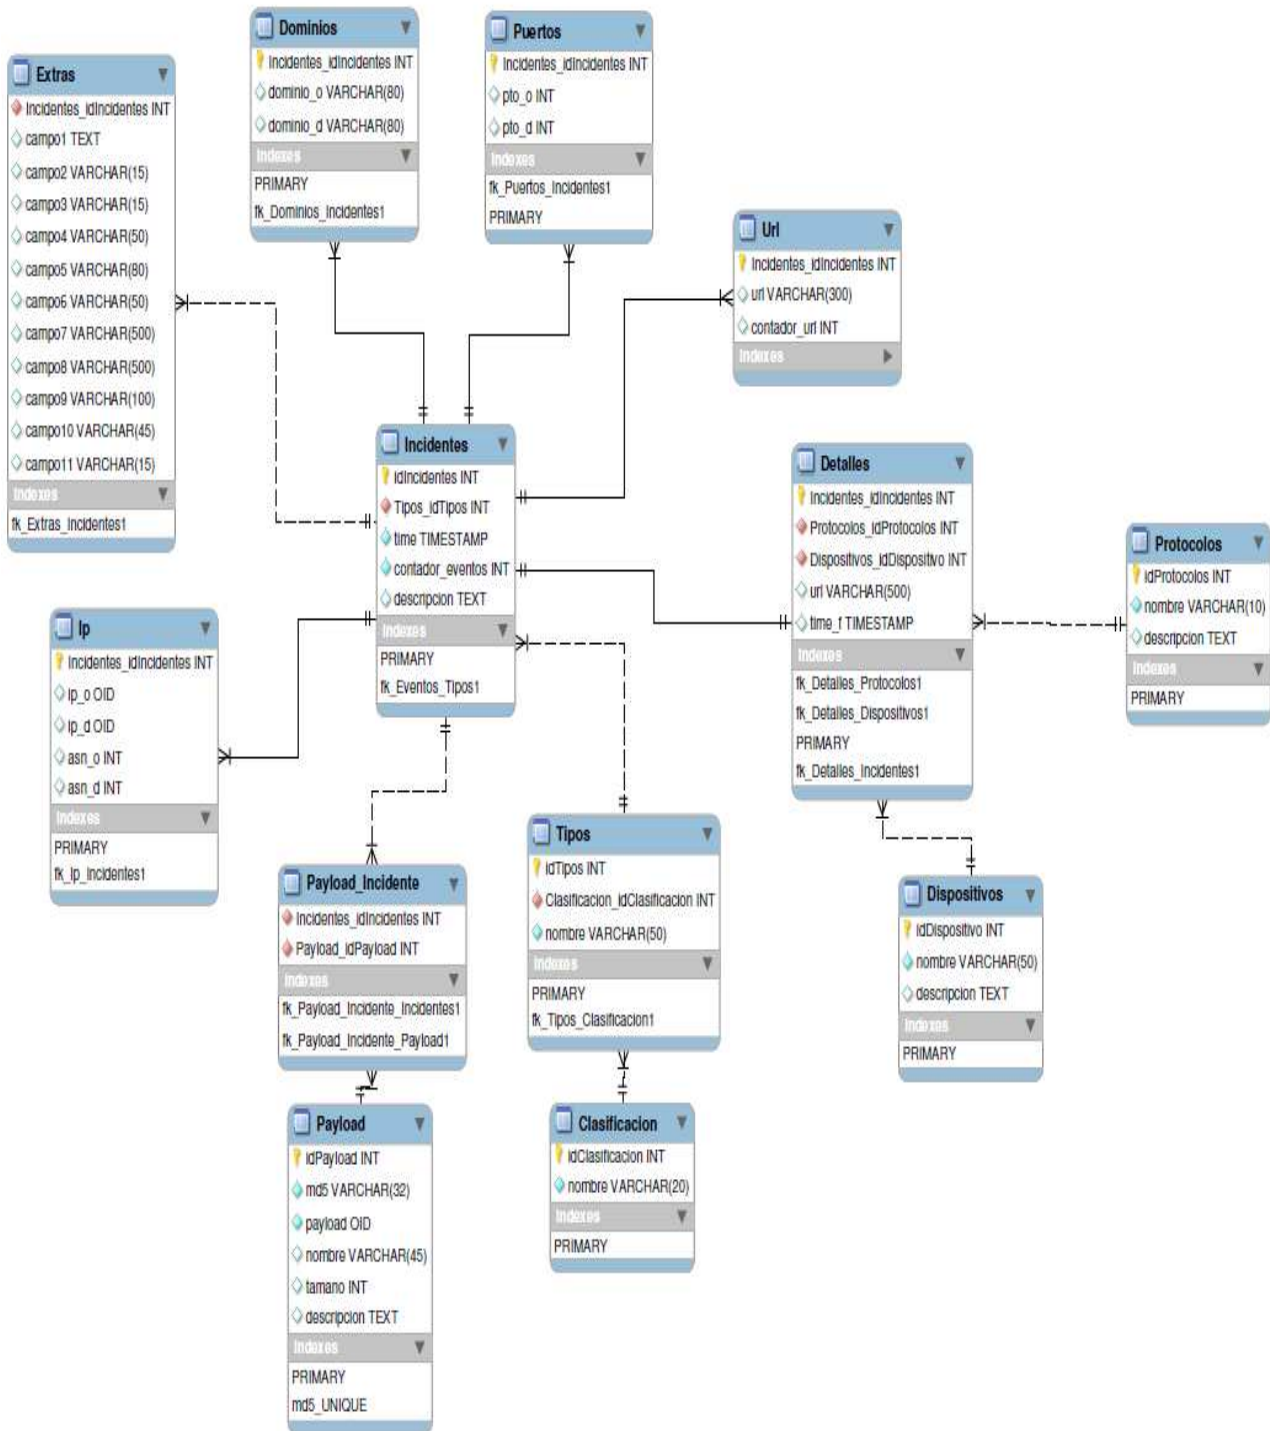 Dominios
Incidentes_idIncidentes INT
dominio_o VARCHAR(80)
dominio_d VARCHAR(80)
Indexes
PRIMARY
fk_Dominios_Incidentes1
Puertos
Incidentes_idIncidentes INT
pto_o INT
pto_d INT
Indexes
fk_Puertos_Incidentes1
PRIMARY
Extras
Incidentes_idIncidentes INT
campo1 TEXT
campo2 VARCHAR(15)
campo3 VARCHAR(15)
campo4 VARCHAR(50)
campo5 VARCHAR(80)
campo6 VARCHAR(50)
campo7 VARCHAR(500)
campo8 VARCHAR(500)
campo9 VARCHAR(100)
campo10 VARCHAR(45)
campo11 VARCHAR(15)
Indexes
fk_Extras_Incidentes1
Url
Incidentes_idIncidentes INT
url VARCHAR(300)
contador_url INT
Indexes
Incidentes
idIncidentes INT
Tipos_idTipos INT
time TIMESTAMP
contador_eventos INT
descripcion TEXT
Indexes
PRIMARY
fk_Eventos_Tipos1
Detalles
Incidentes_idIncidentes INT
Protocolos_idProtocolos INT
Dispositivos_idDispositivo INT
url VARCHAR(500)
time_f TIMESTAMP
Indexes
fk_Detalles_Protocolos1
fk_Detalles_Dispositivos1
PRIMARY
fk_Detalles_Incidentes1
Protocolos
idProtocolos INT
nombre VARCHAR(10)
descripcion TEXT
Indexes
PRIMARY
Ip
Incidentes_idIncidentes INT
ip_o OID
ip_d OID
asn_o INT
asn_d INT
Indexes
PRIMARY
fk_Ip_Incidentes1
Payload_Incidente
Incidentes_idIncidentes INT
Payload_idPayload INT
Indexes
fk_Payload_Incidente_Incidentes1
fk_Payload_Incidente_Payload1
Tipos
idTipos INT
Clasificacion_idClasificacion INT
nombre VARCHAR(50)
Indexes
PRIMARY
fk_Tipos_Clasificacion1
Dispositivos
idDispositivo INT
nombre VARCHAR(50)
descripcion TEXT
Indexes
PRIMARY
Payload
idPayload INT
md5 VARCHAR(32)
payload OID
nombre VARCHAR(45)
tamano INT
descripcion TEXT
Indexes
PRIMARY
md5_UNIQUE
Clasificacion
idClasificacion INT
nombre VARCHAR(20)
Indexes
PRIMARY